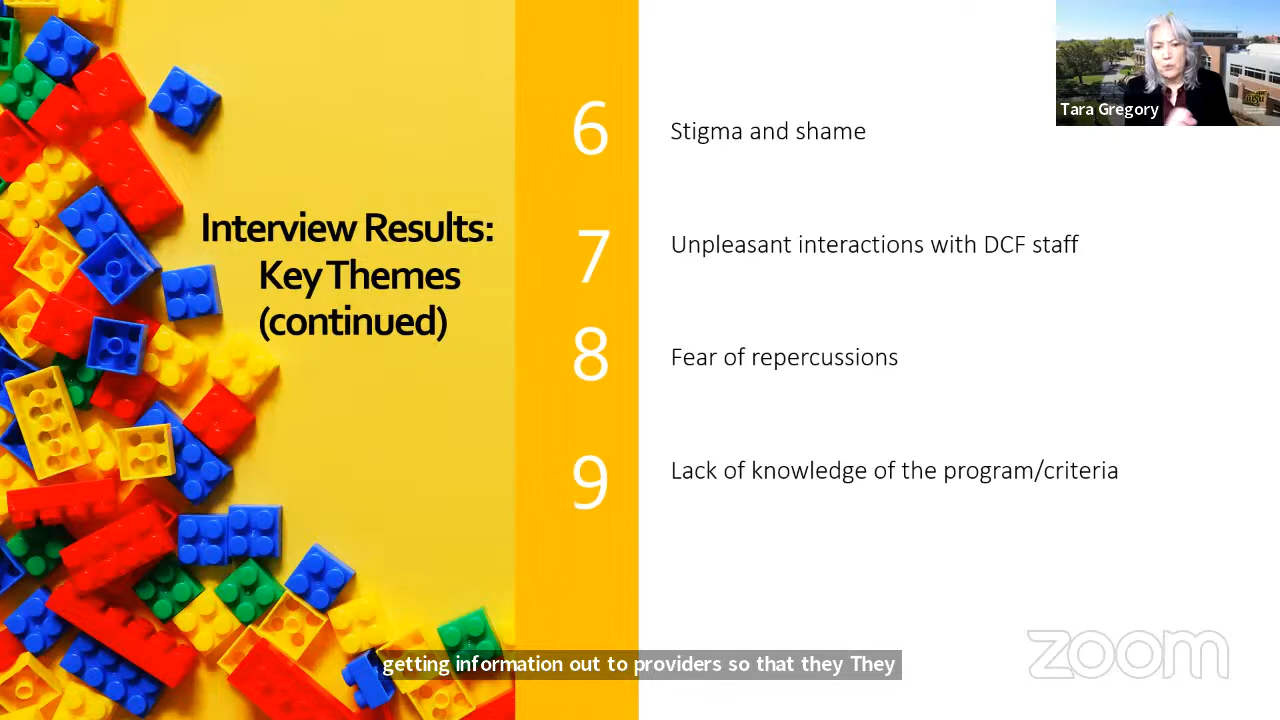 Interview Results:
Key Themes
(continued)
6
Stigma and shame
7
Unpleasant interactions with DCF staff
8
Fear of repercussions
9
Lack of knowledge of the program/criteria
Tara Gregory
getting information out to providers so that they They
zoom